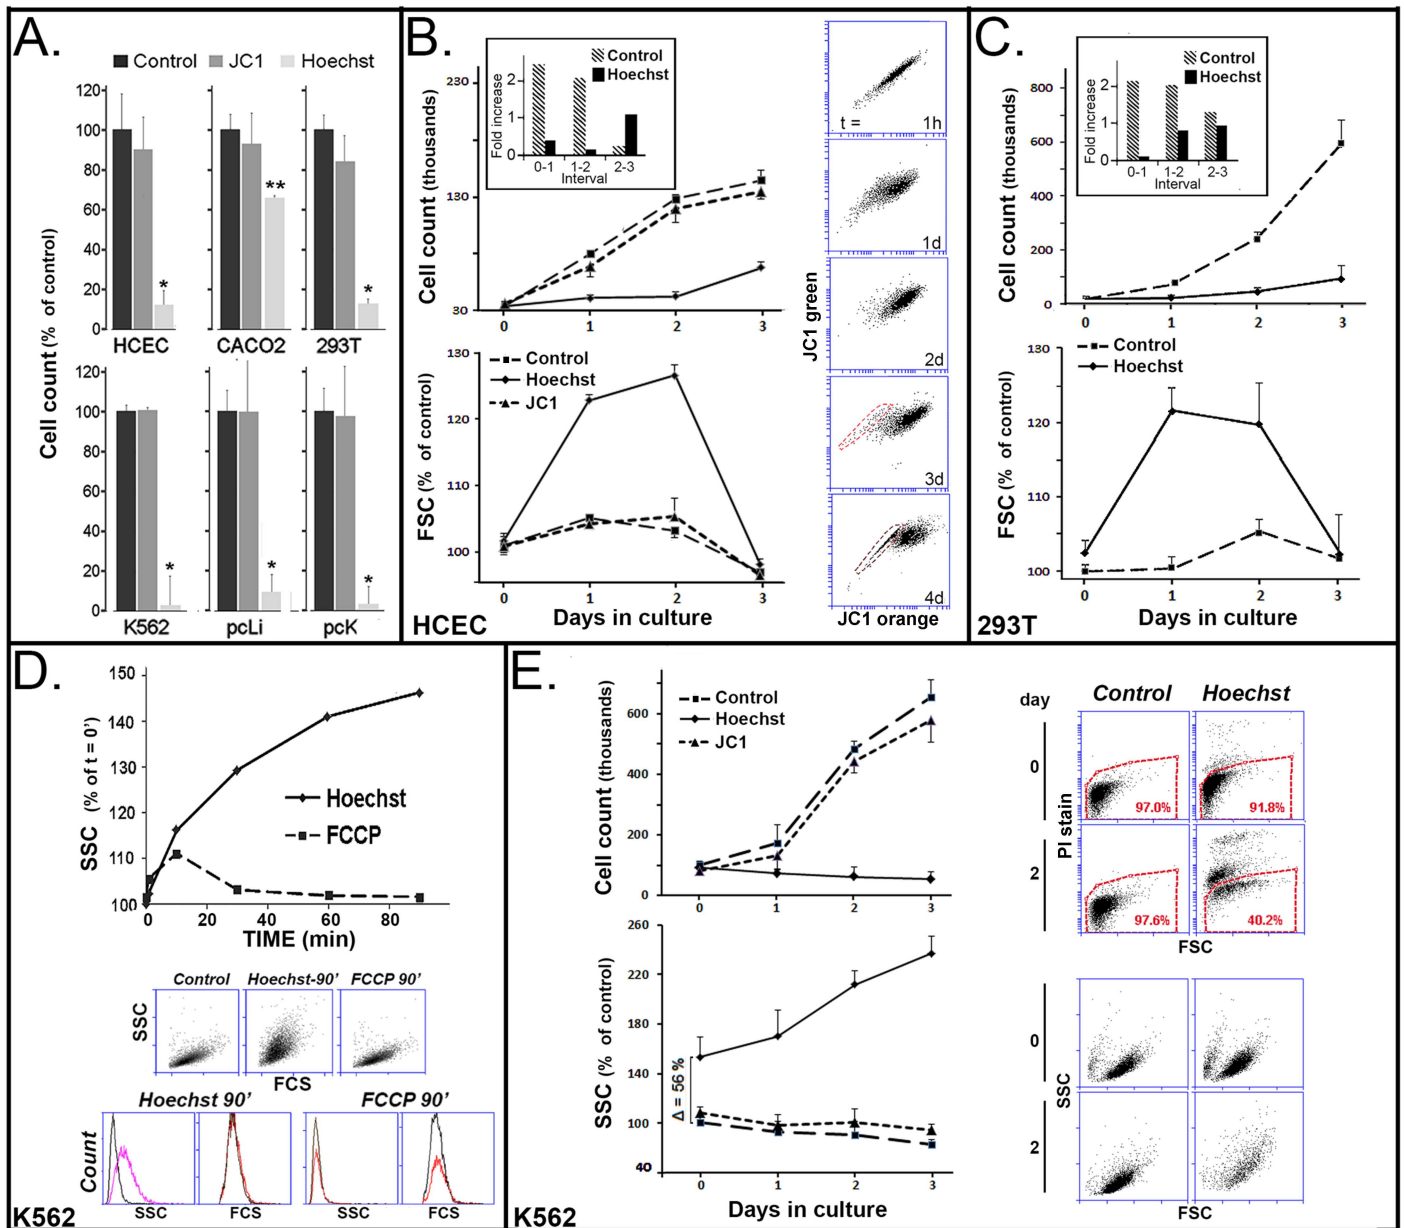 A.
Control JC1 Hoechst
Cell count (% of control)
120
100
80
60
40
20
0
*
**
*
HCEC CACO2 293T
120
100
80
60
40
20
0
*
*
*
K562 pcLi pcK
B.
Cell count (thousands)
230
130
30
0 1 2 3
Fold increase
2
1
0
Control
Hoechst
0-1 1-2 2-3
Interval
FSC (% of control)
130
120
110
100
Control
Hoechst
JC1
0 1 2 3
Days in culture
HCEC
JC1 green
t = 1h
1d
2d
3d
4d
JC1 orange
C.
Cell count (thousands)
800
600
400
200
0
0 1 2 3
Fold increase
2
1
0
Control
Hoechst
0-1 1-2 2-3
Interval
FSC (% of control)
130
120
110
100
Control
Hoechst
0 1 2 3
Days in culture
293T
D.
SSC (% of t = 0')
150
140
130
120
110
100
Hoechst
FCCP
0 20 40 60 80
TIME (min)
Control Hoechst-90' FCCP 90'
SSC
FCS
Hoechst 90' FCCP 90'
Count
SSC FCS SSC FCS
K562
E.
Cell count (thousands)
600
400
200
0
Control
Hoechst
JC1
0 1 2 3
SSC (% of control)
260
220
180
140
100
40
Δ = 56 %
0 1 2 3
Days in culture
K562
day Control Hoechst
PI stain
0
97.0% 91.8%
2
97.6% 40.2%
FSC
SSC
0
2
FSC